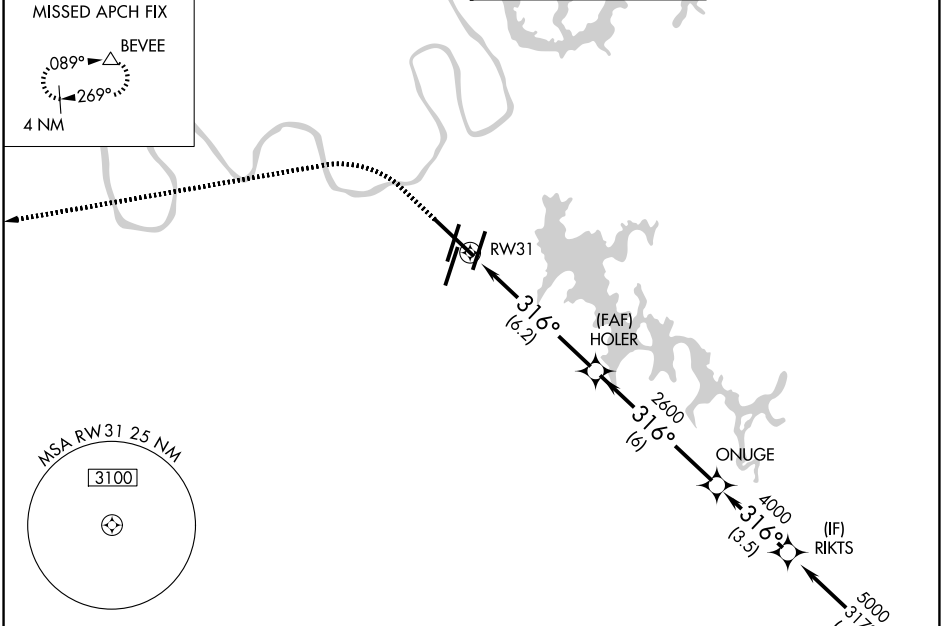 MISSED APCH FIX
BEVEE
089°
269°
4 NM
RW31
316°
(6.2)
(FAF)
HOLER
2600
316°
(6)
ONUGE
4000
316°
(3.5)
(IF)
RIKTS
5000
MSA RW31 25 NM
3100